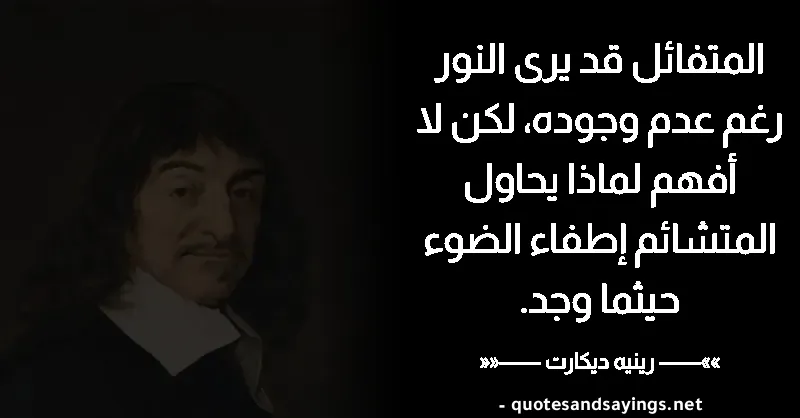 المتفائل قد يرى النور
رغم عدم وجوده، لكن لا
أفهم لماذا يحاول
المتشائم إطفاء الضوء
حيثما وجد.
»»—— رينيه ديكارت ——««
- quotesandsayings.net